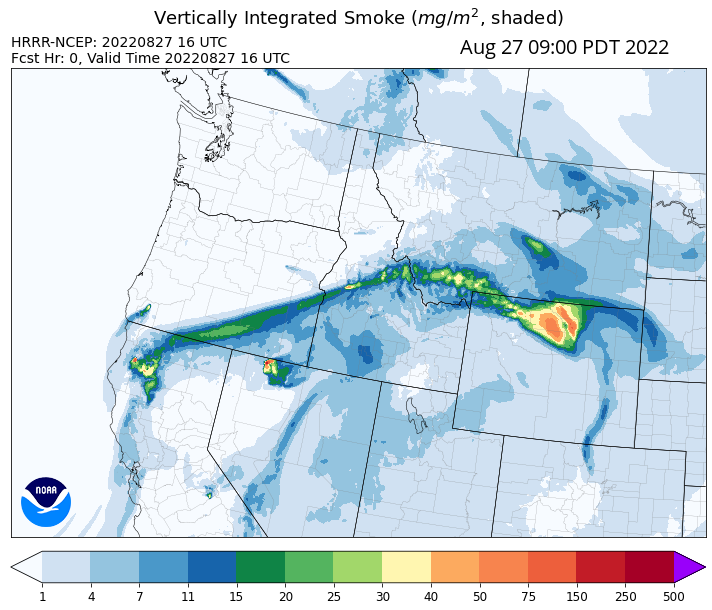 Vertically Integrated Smoke (mg/m², shaded)
HRRR-NCEP: 20220827 16 UTC
Aug 27 09:00 PDT 2022
Fcst Hr: 0, Valid Time 20220827 16 UTC
NOAA
1 4 7 11 15 20 25 30 40 50 75 150 250 500